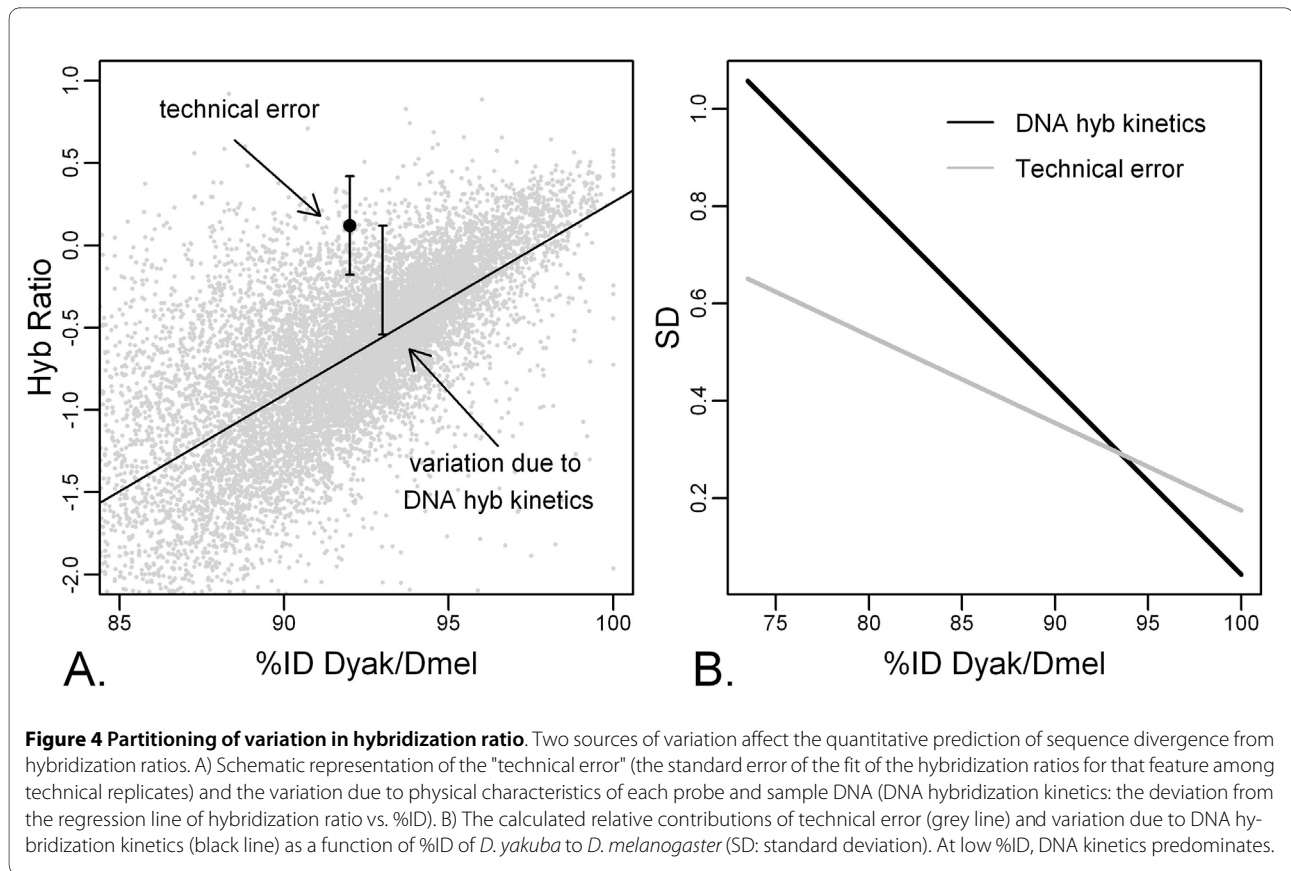 1.0
0.5
0.0
-0.5
-1.0
-1.5
-2.0
Hyb Ratio
technical error
variation due to
DNA hyb kinetics
85
90
95
100
%ID Dyak/Dmel
A.
1.0
0.8
0.6
0.4
0.2
SD
DNA hyb kinetics
Technical error
75
80
85
90
95
100
%ID Dyak/Dmel
B.
Figure 4 Partitioning of variation in hybridization ratio. Two sources of variation affect the quantitative prediction of sequence divergence from
hybridization ratios. A) Schematic representation of the "technical error" (the standard error of the fit of the hybridization ratios for that feature among
technical replicates) and the variation due to physical characteristics of each probe and sample DNA (DNA hybridization kinetics: the deviation from
the regression line of hybridization ratio vs. %ID). B) The calculated relative contributions of technical error (grey line) and variation due to DNA hy-
bridization kinetics (black line) as a function of %ID of D. yakuba to D. melanogaster (SD: standard deviation). At low %ID, DNA kinetics predominates.